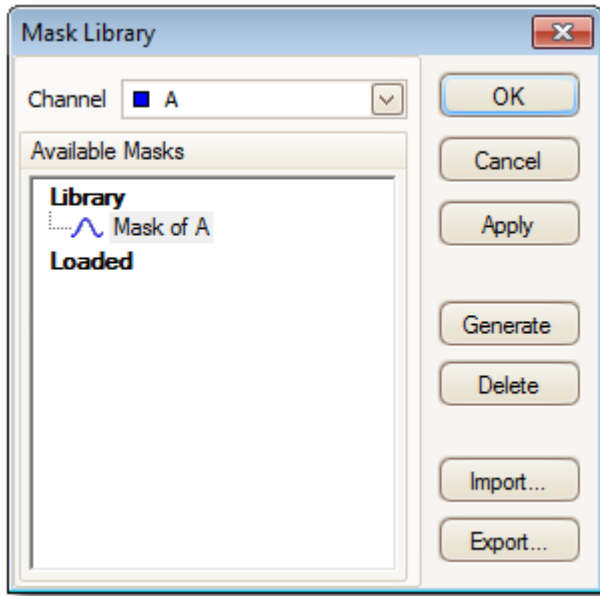 Mask Library
Channel A
Available Masks
Library
Mask of A
Loaded
OK
Cancel
Apply
Generate
Delete
Import...
Export...